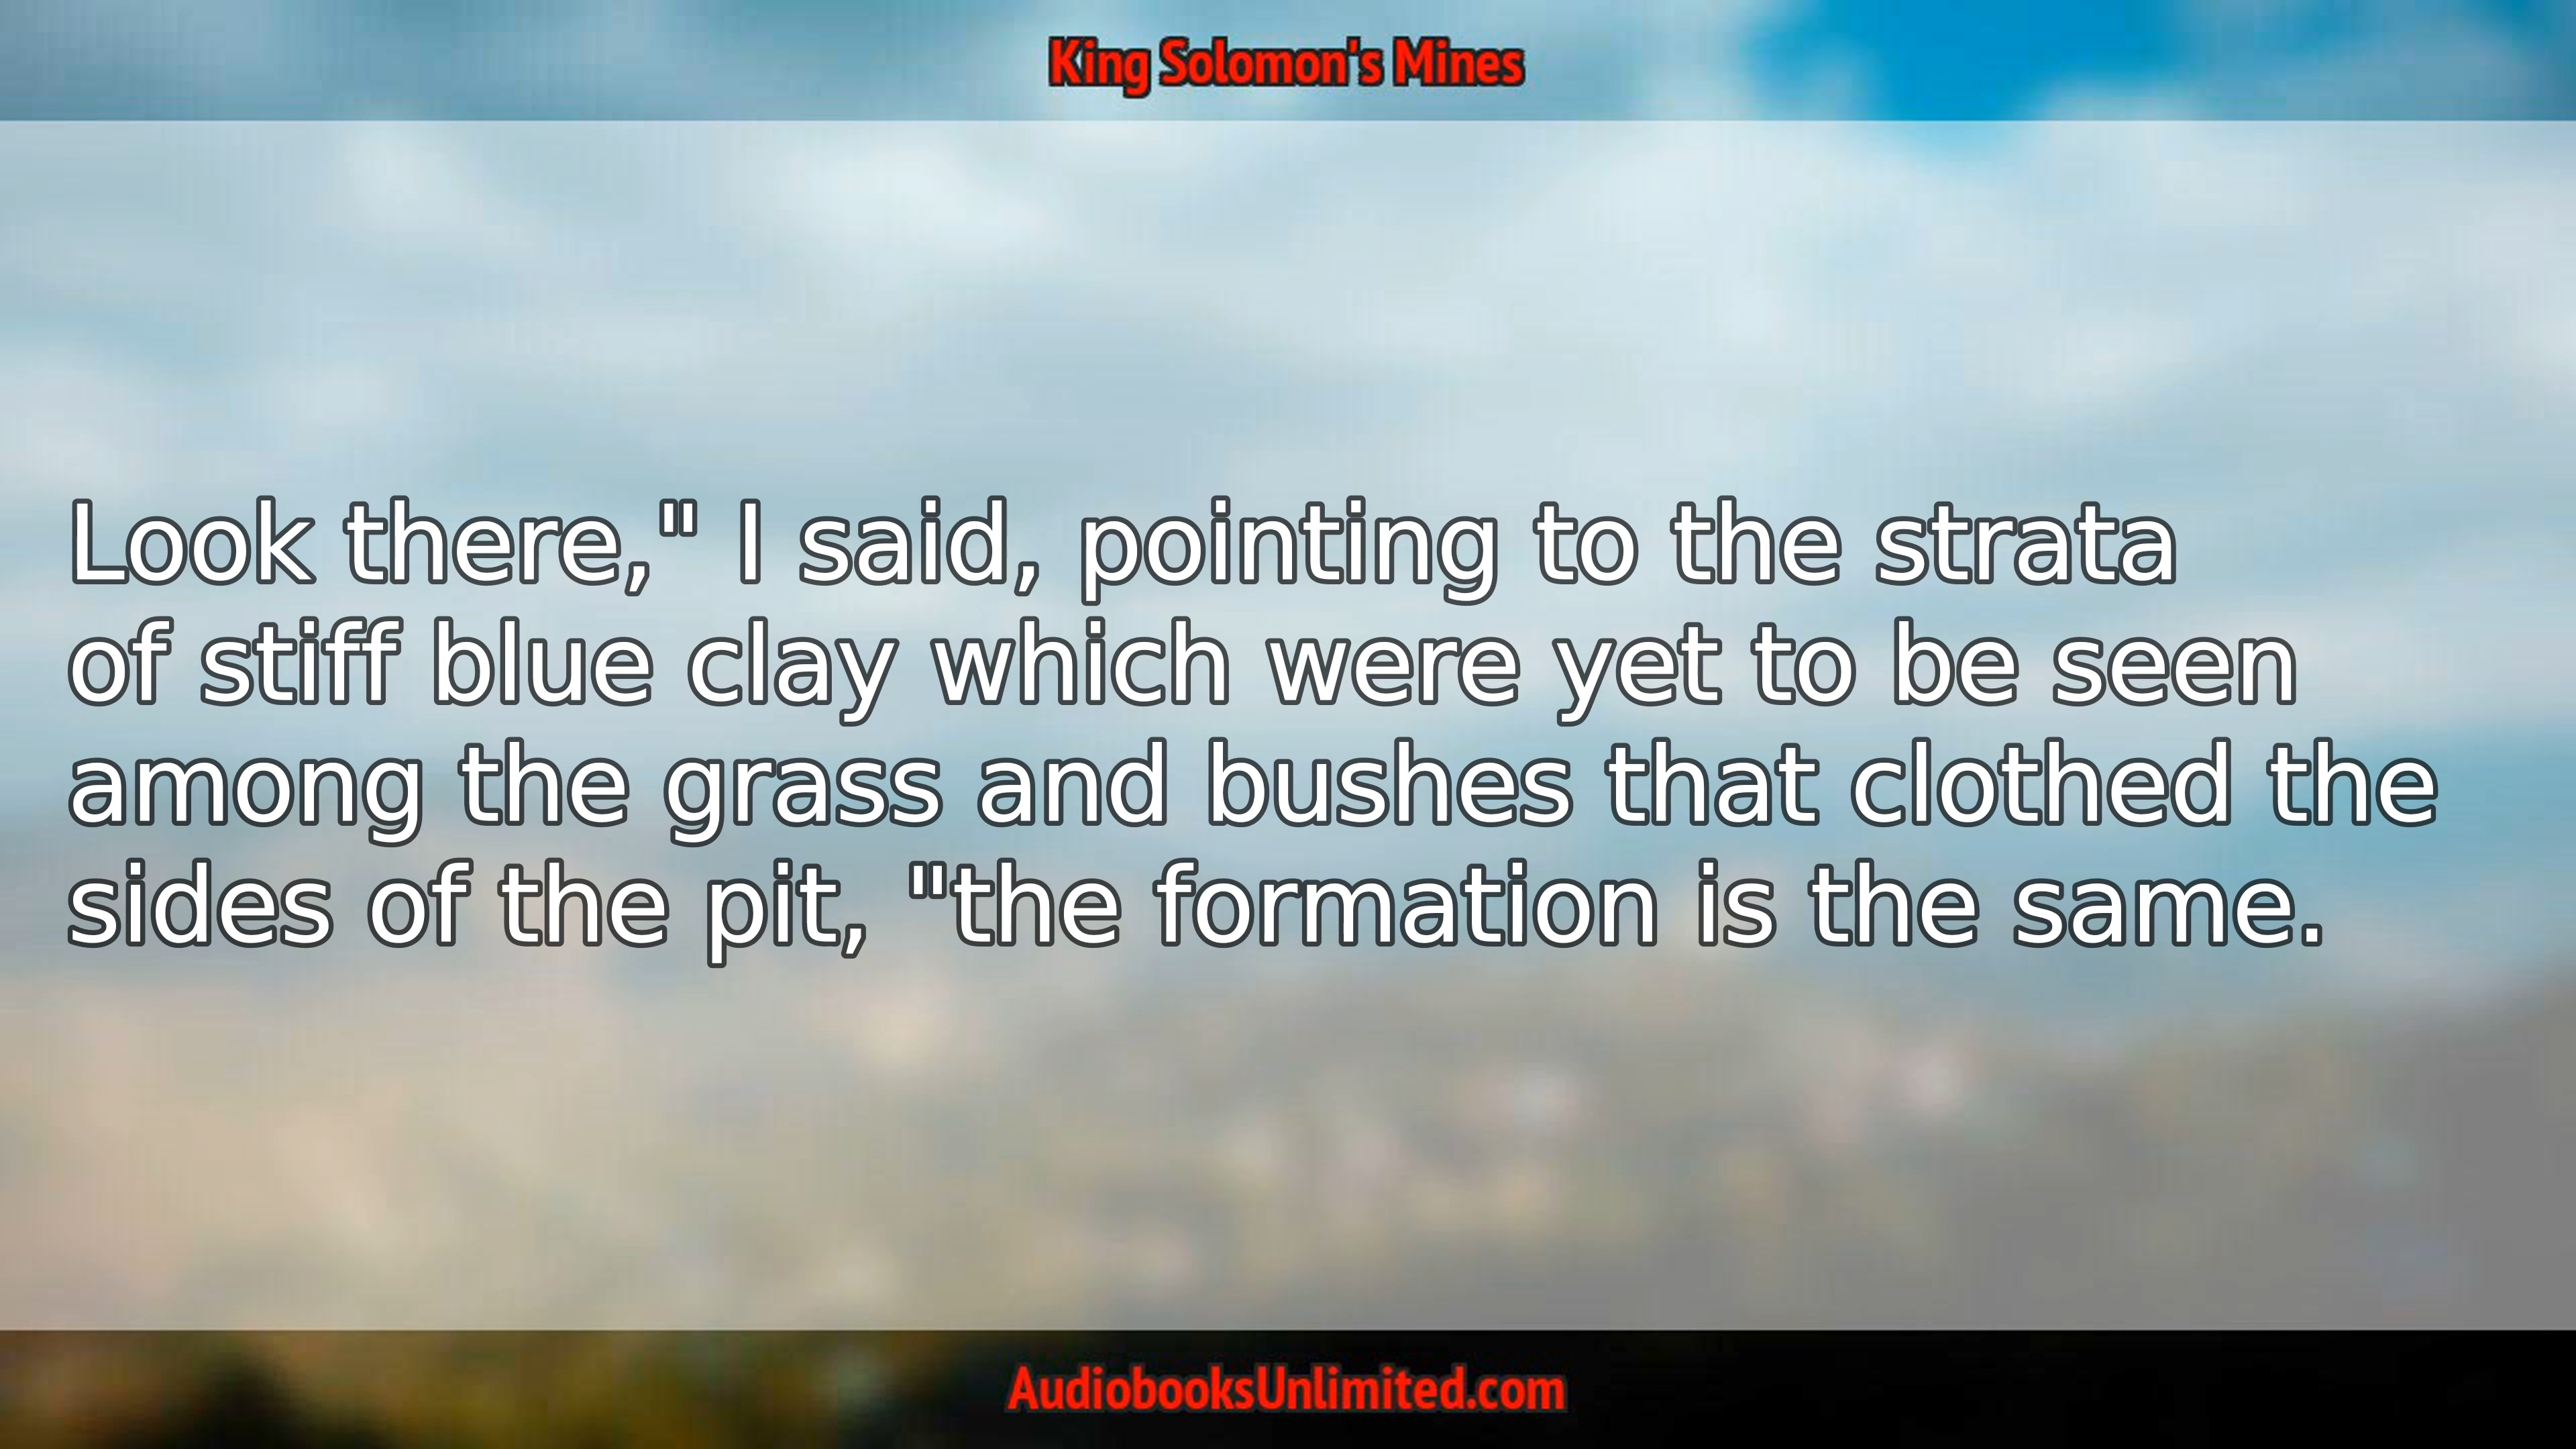 King Solomon's Mines
Look there," I said, pointing to the strata
of stiff blue clay which were yet to be seen
among the grass and bushes that clothed the
sides of the pit, "the formation is the same.
AudiobooksUnlimited.com